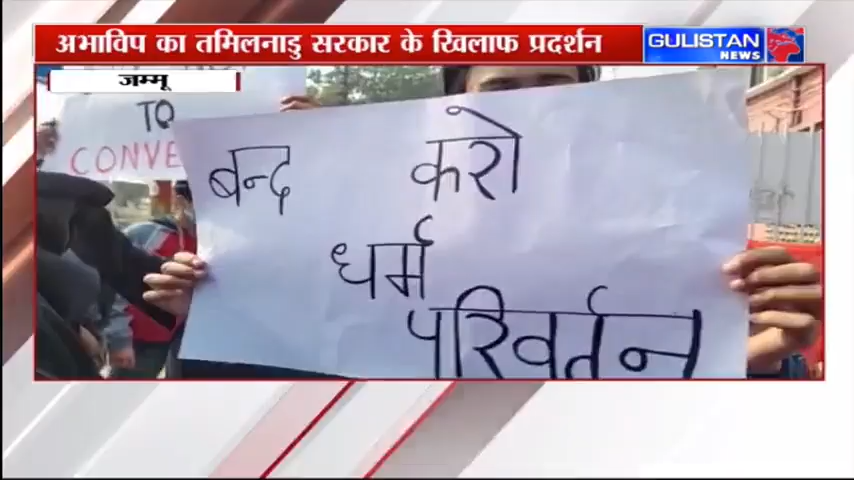 अभाविप का तमिलनाडु सरकार के खिलाफ प्रदर्शन
GULISTAN
NEWS
जम्मू
TO
CONVE
बन्द करो
धर्म
परिवर्तन